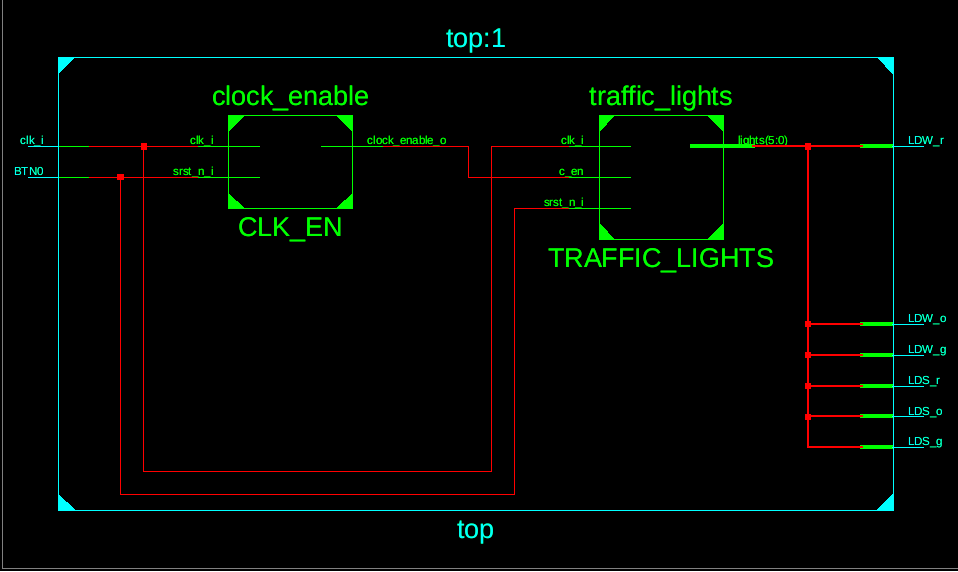 top:1
clock_enable
traffic_lights
clk_i
clk_i
clock_enable_o
clk_i
lights(5:0)
LDW_r
BTN0
srst_n_i
c_en
srst_n_i
CLK_EN
TRAFFIC_LIGHTS
LDW_o
LDW_g
LDS_r
LDS_o
LDS_g
top